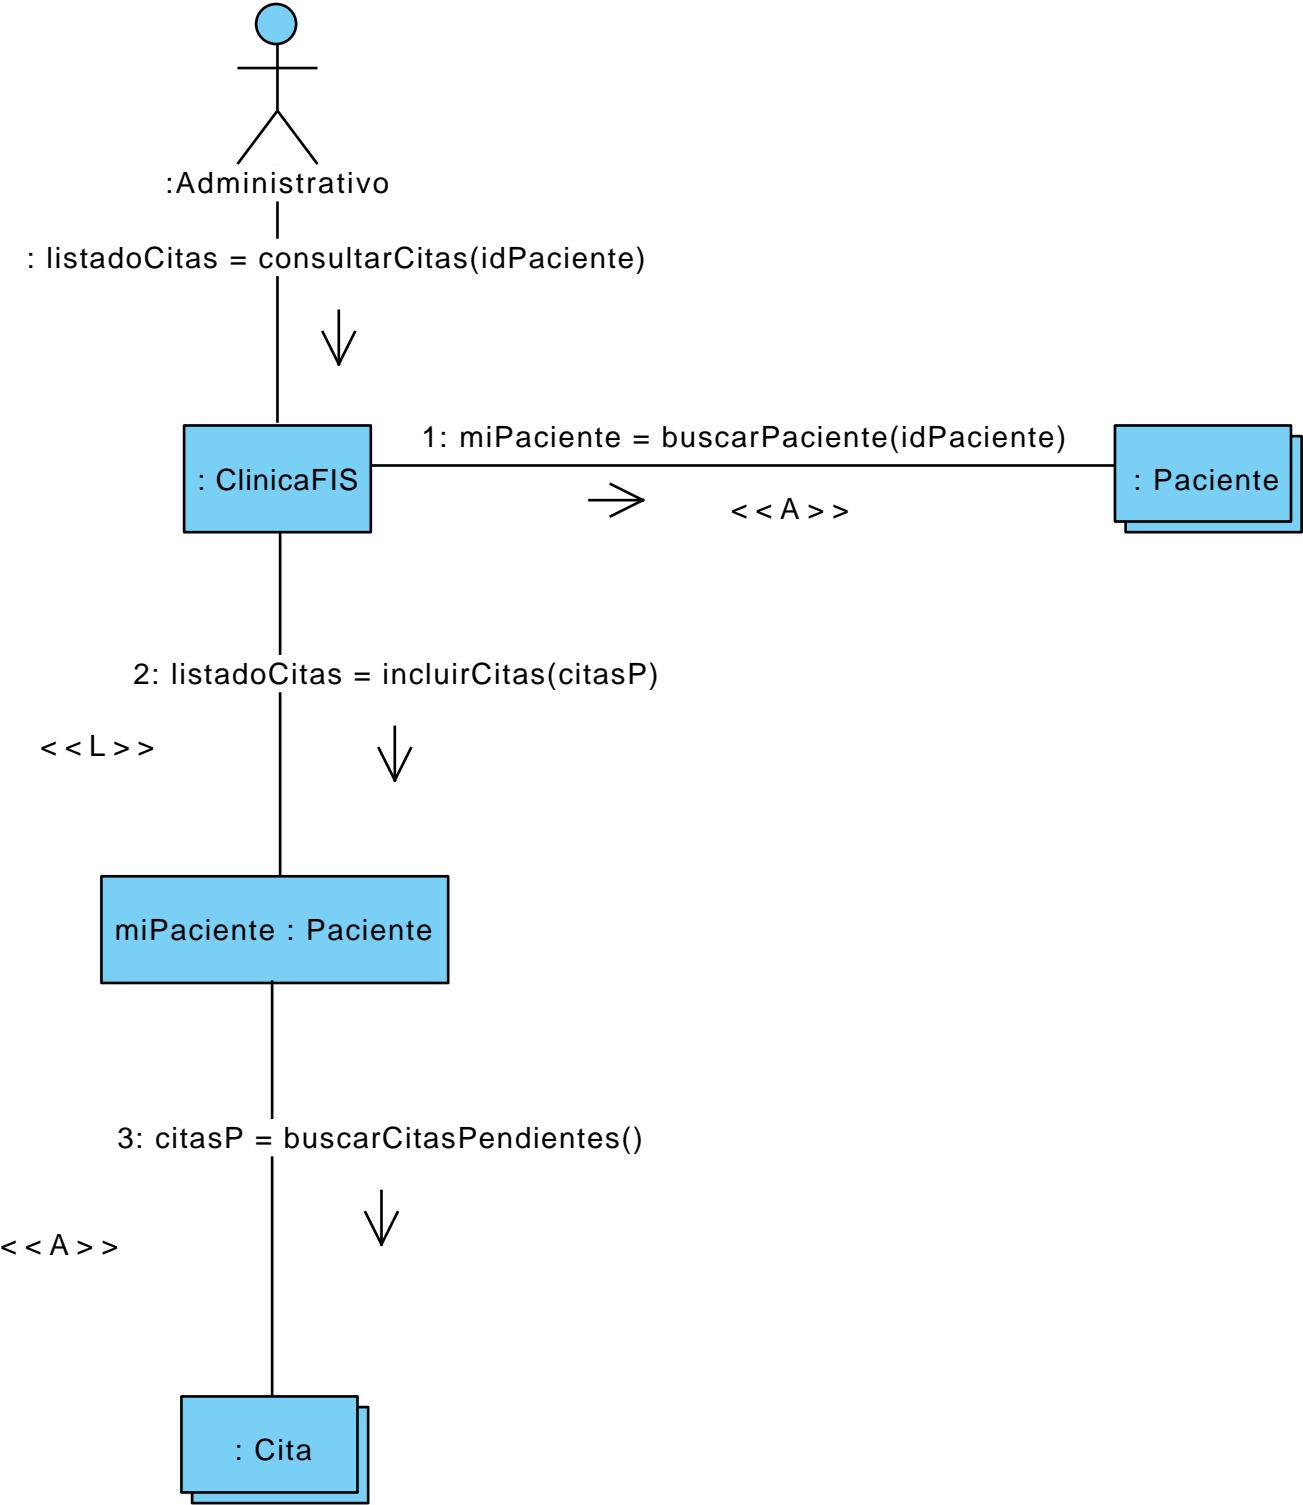 :Administrativo
: listadoCitas = consultarCitas(idPaciente)
1: miPaciente = buscarPaciente(idPaciente)
: ClinicaFIS
: Paciente
<<A>>
2: listadoCitas = incluirCitas(citasP)
<<L>>
miPaciente : Paciente
3: citasP = buscarCitasPendientes()
<<A>>
: Cita